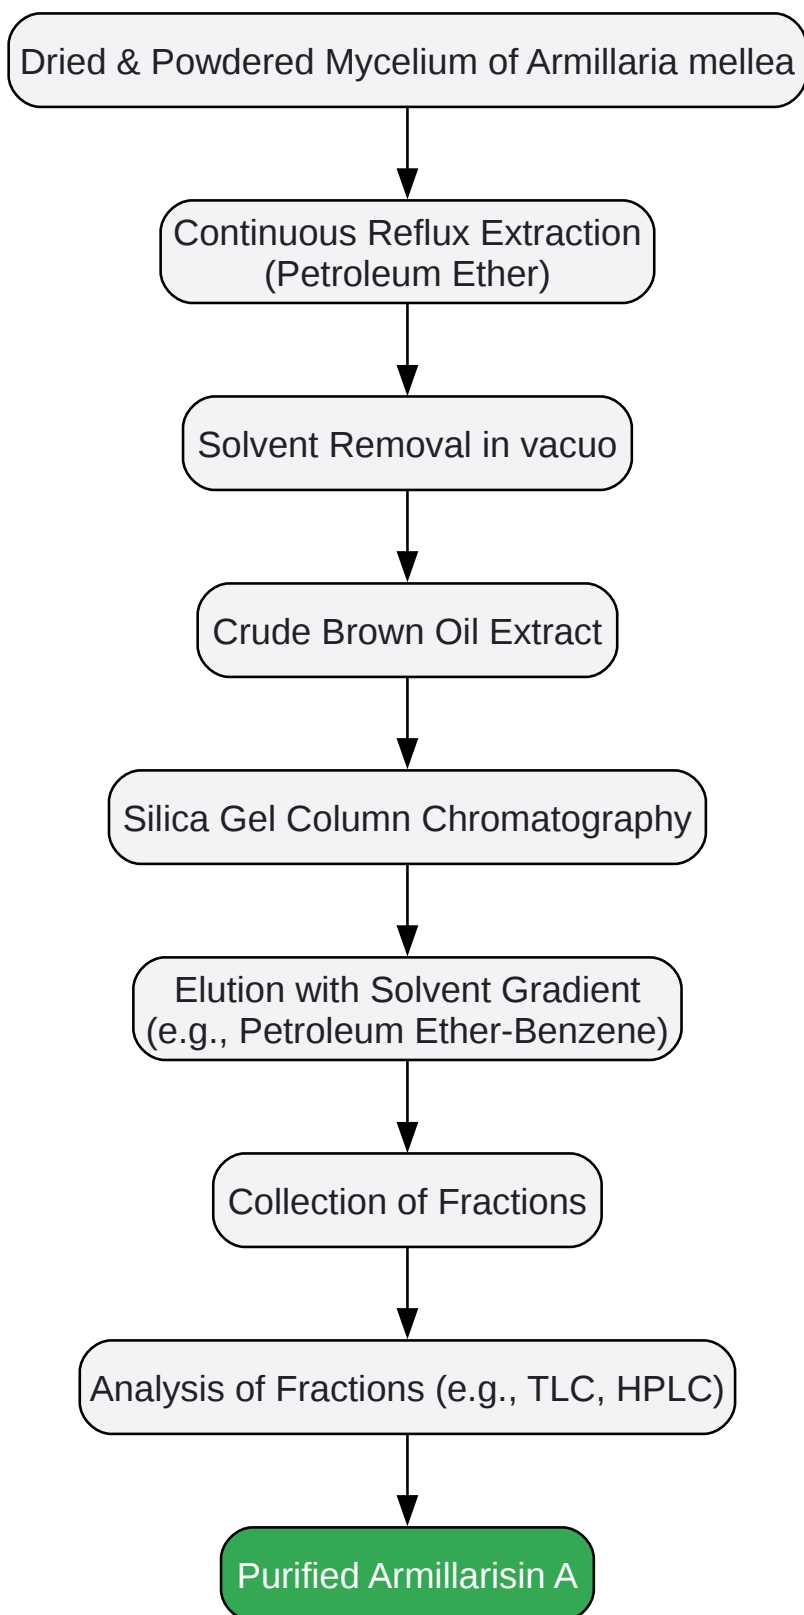 Dried & Powdered Mycelium of Armillaria mellea
Continuous Reflux Extraction
(Petroleum Ether)
Solvent Removal in vacuo
Crude Brown Oil Extract
Silica Gel Column Chromatography
Elution with Solvent Gradient
(e.g., Petroleum Ether-Benzene)
Collection of Fractions
Analysis of Fractions (e.g., TLC, HPLC)
Purified Armillarisin A